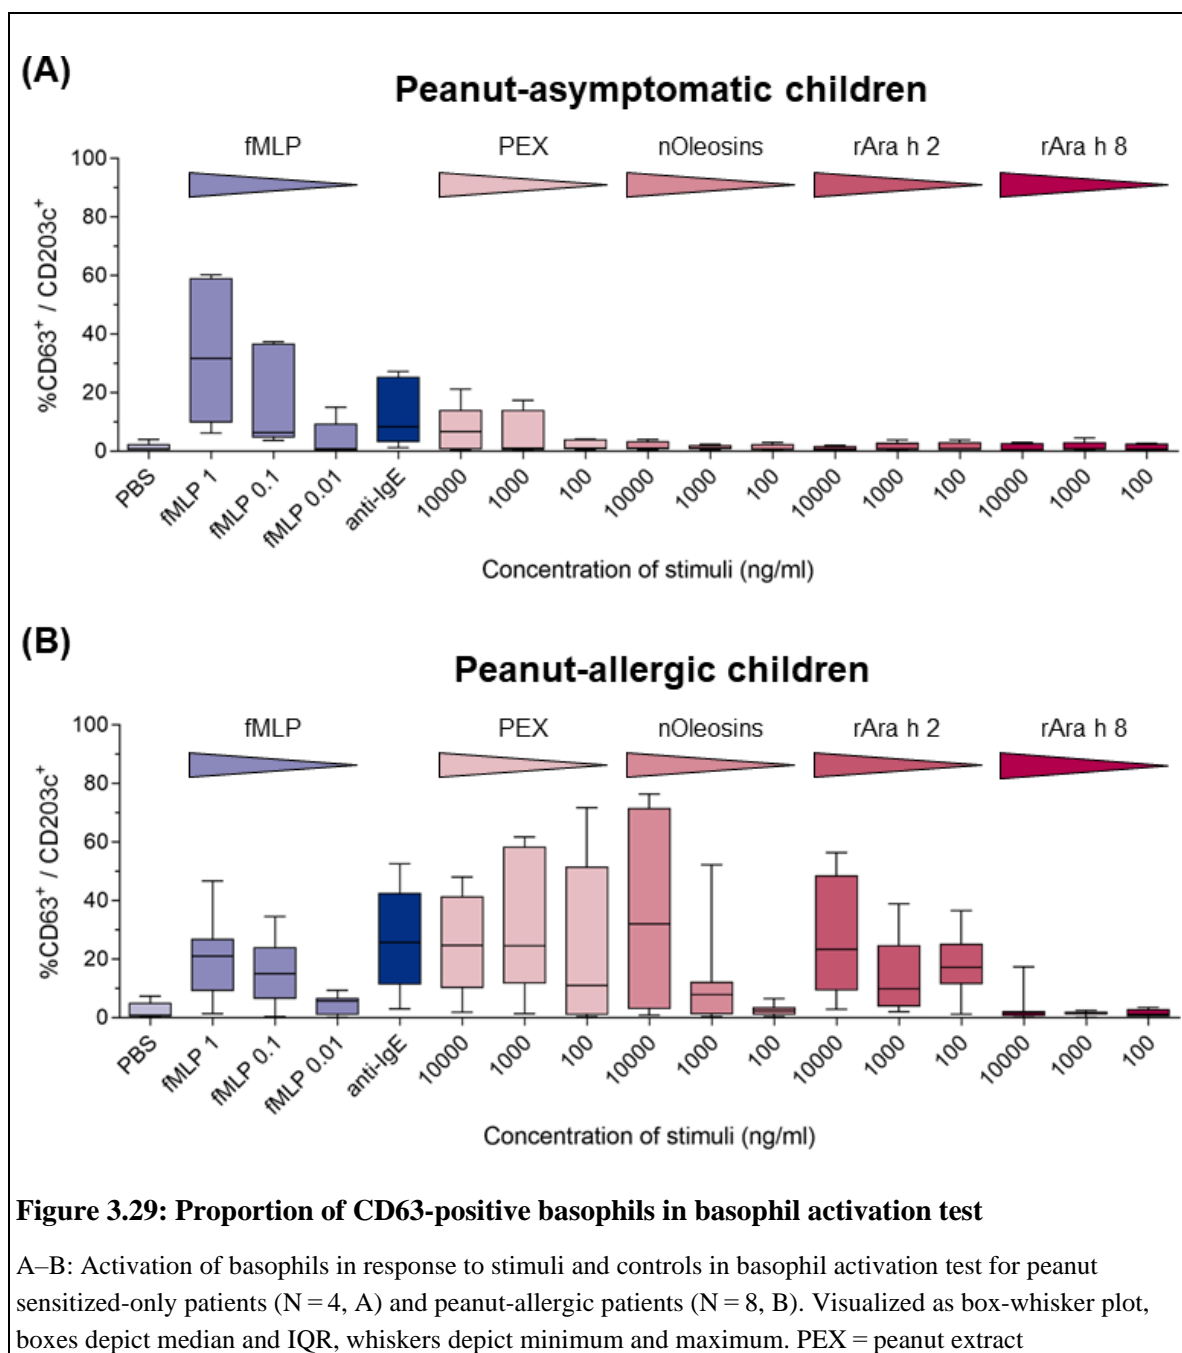 (A)
Peanut-asymptomatic children
fMLP PEX nOleosins rAra h 2 rAra h 8
100
80
60
40
20
0
%CD63⁺ / CD203c⁺
PBS fMLP 1 fMLP 0.1 fMLP 0.01 anti-IgE 10000 1000 100 10000 1000 100 10000 1000 100 10000 1000 100
Concentration of stimuli (ng/ml)
(B)
Peanut-allergic children
fMLP PEX nOleosins rAra h 2 rAra h 8
100
80
60
40
20
0
%CD63⁺ / CD203c⁺
PBS fMLP 1 fMLP 0.1 fMLP 0.01 anti-IgE 10000 1000 100 10000 1000 100 10000 1000 100 10000 1000 100
Concentration of stimuli (ng/ml)
Figure 3.29: Proportion of CD63-positive basophils in basophil activation test
A–B: Activation of basophils in response to stimuli and controls in basophil activation test for peanut
sensitized-only patients (N = 4, A) and peanut-allergic patients (N = 8, B). Visualized as box-whisker plot,
boxes depict median and IQR, whiskers depict minimum and maximum. PEX = peanut extract